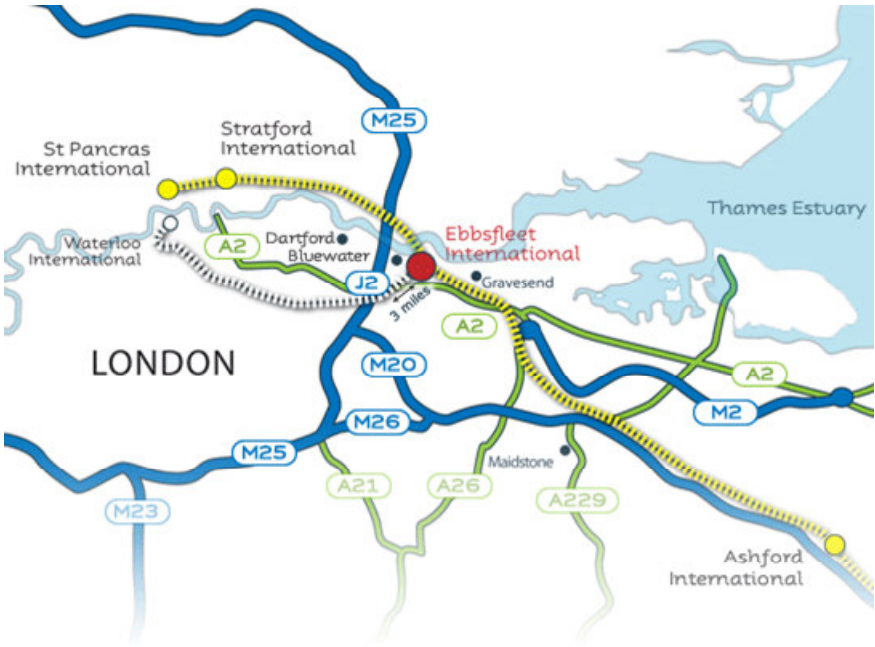 M25
Stratford
International
St Pancras
International
Thames Estuary
Waterloo
International
A2
Dartford
Bluewater
Ebbsfleet
International
J2
Gravesend
3 miles
A2
LONDON
M20
A2
M2
M26
M25
Maidstone
A21
A26
A229
M23
Ashford
International